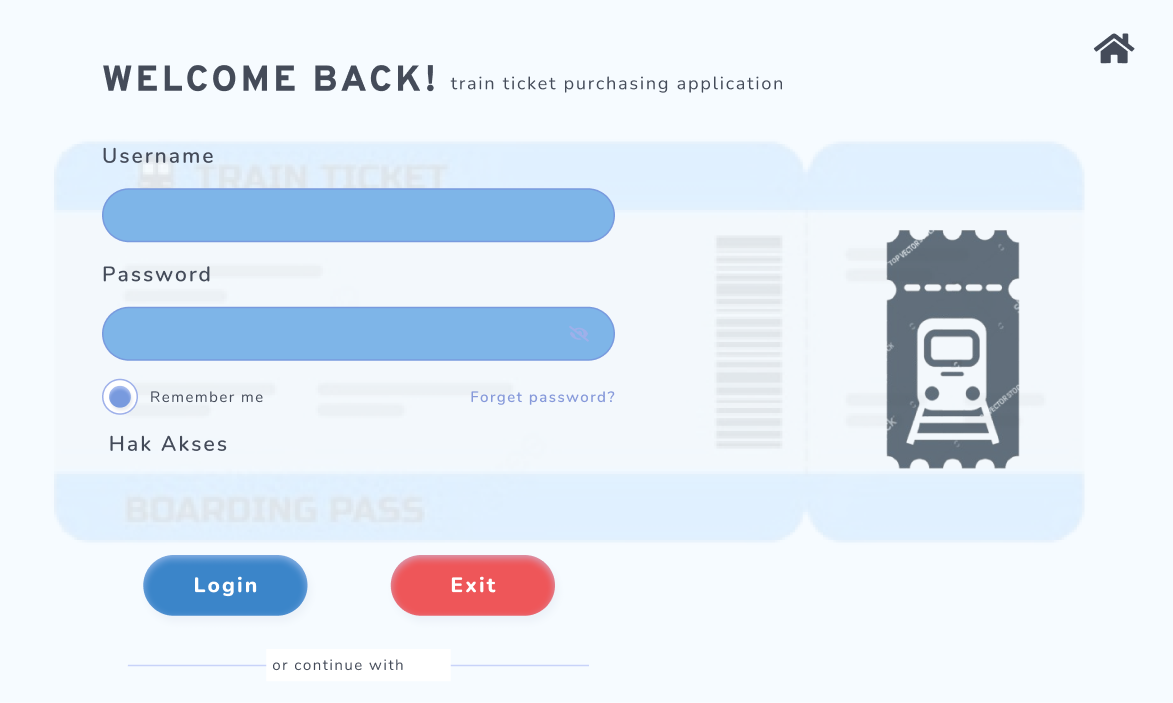 WELCOME BACK! train ticket purchasing application
Username
TRAIN TICKET
Password
Remember me Forget password?
Hak Akses
BOARDING PASS
Login Exit
or continue with